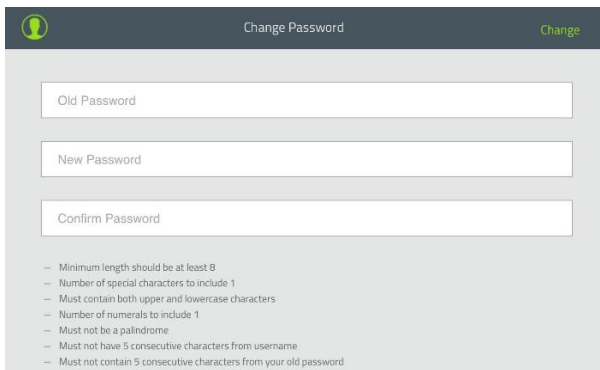 Change Password
Change
Old Password
New Password
Confirm Password
– Minimum length should be at least 8
– Number of special characters to include 1
– Must contain both upper and lowercase characters
– Number of numerals to include 1
– Must not be a palindrome
– Must not have 5 consecutive characters from username
– Must not contain 5 consecutive characters from your old password